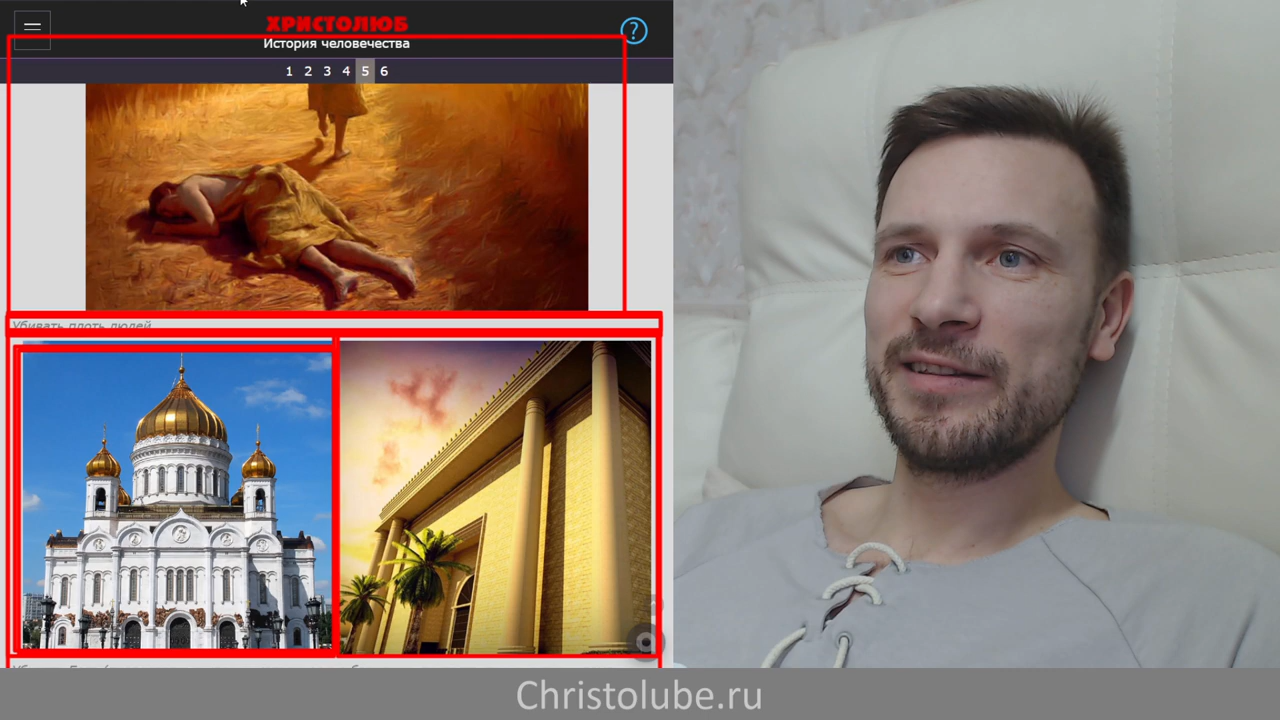 ХРИСТОЛЮБ
История человечества
?
1 2 3 4 5 6
Убивать плоть людей
Christolube.ru